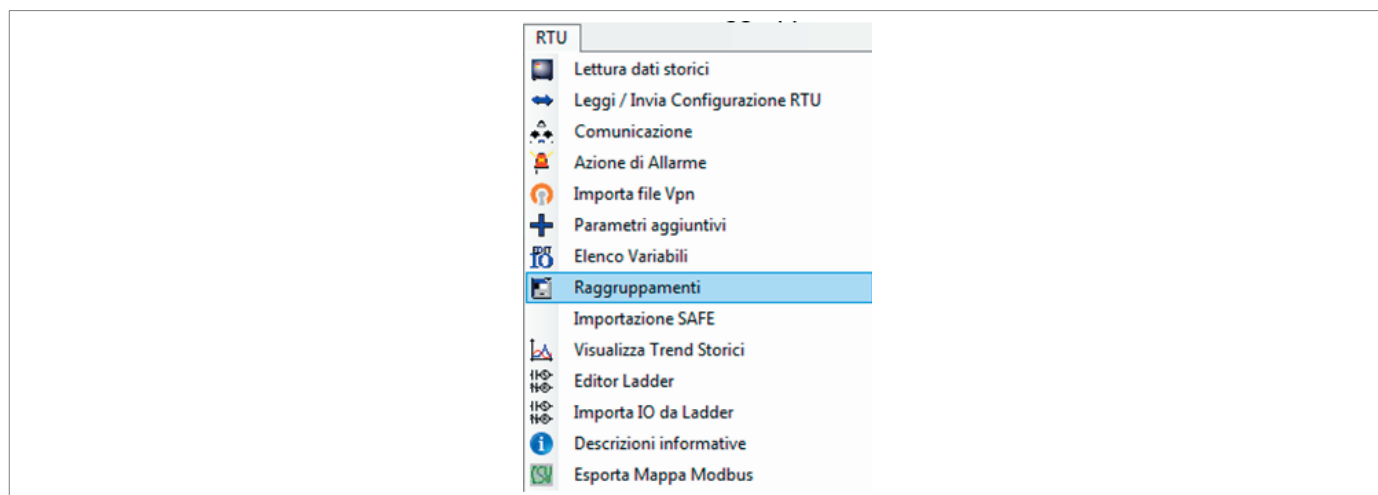 RTU
Lettura dati storici
Leggi / Invia Configurazione RTU
Comunicazione
Azione di Allarme
Importa file Vpn
Parametri aggiuntivi
Elenco Variabili
Raggruppamenti
Importazione SAFE
Visualizza Trend Storici
Editor Ladder
Importa IO da Ladder
Descrizioni informative
Esporta Mappa Modbus